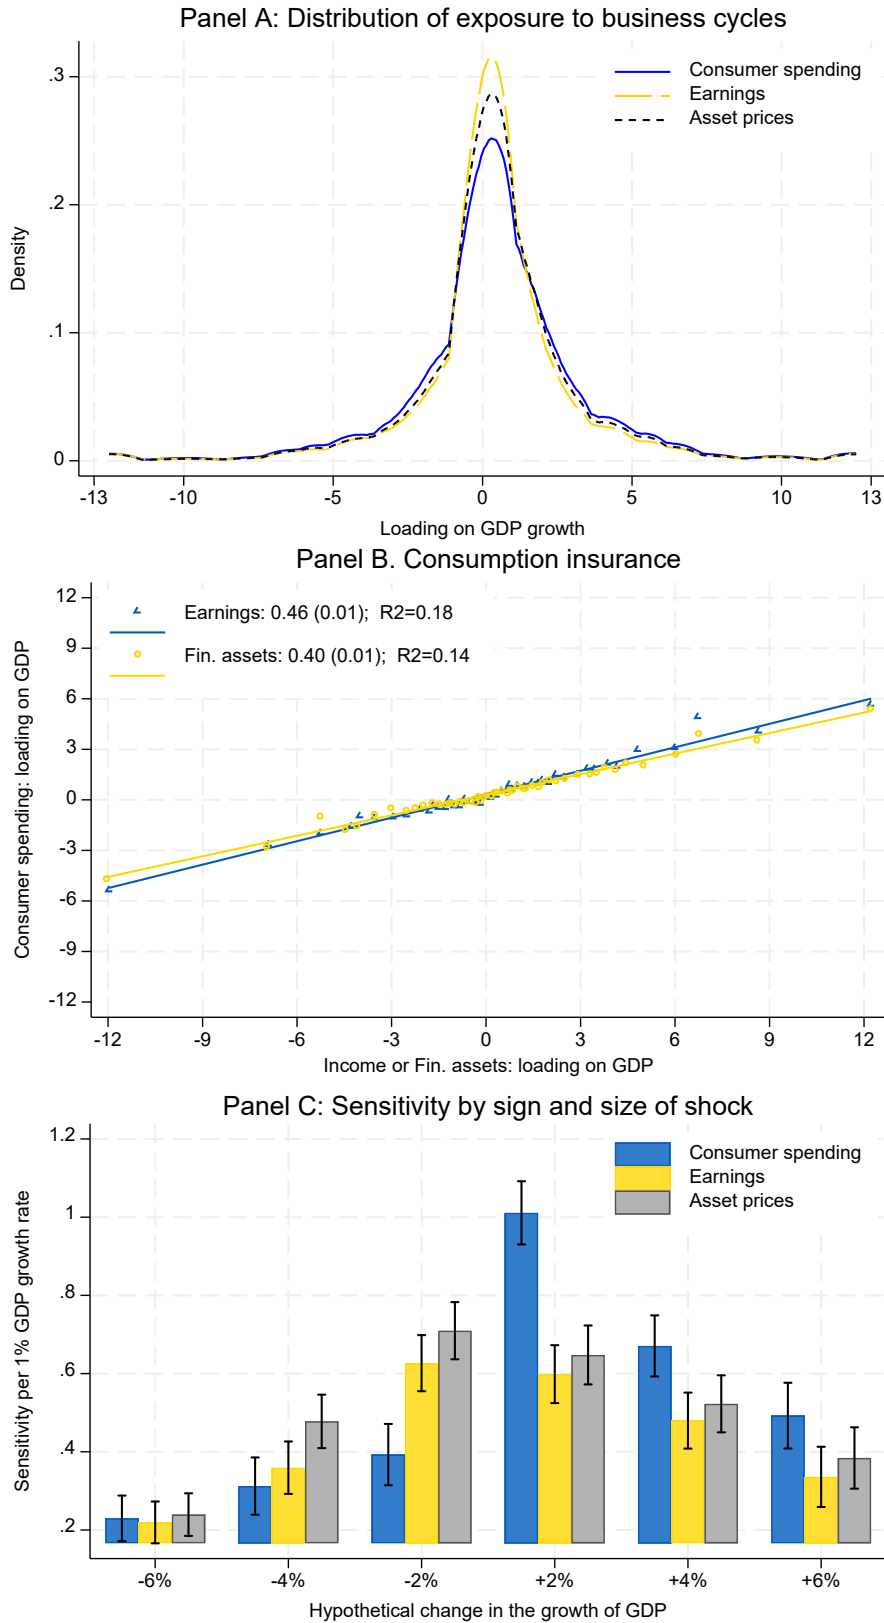 Panel A: Distribution of exposure to business cycles
Consumer spending
Earnings
Asset prices
.3
.2
.1
0
Density
-13
-10
-5
0
5
10
13
Loading on GDP growth
Panel B. Consumption insurance
Earnings: 0.46 (0.01);  R2=0.18
Fin. assets: 0.40 (0.01);  R2=0.14
12
9
6
3
0
-3
-6
-9
-12
Consumer spending: loading on GDP
-12
-9
-6
-3
0
3
6
9
12
Income or Fin. assets: loading on GDP
Panel C: Sensitivity by sign and size of shock
Consumer spending
Earnings
Asset prices
1.2
1
.8
.6
.4
.2
Sensitivity per 1% GDP growth rate
-6%
-4%
-2%
+2%
+4%
+6%
Hypothetical change in the growth of GDP